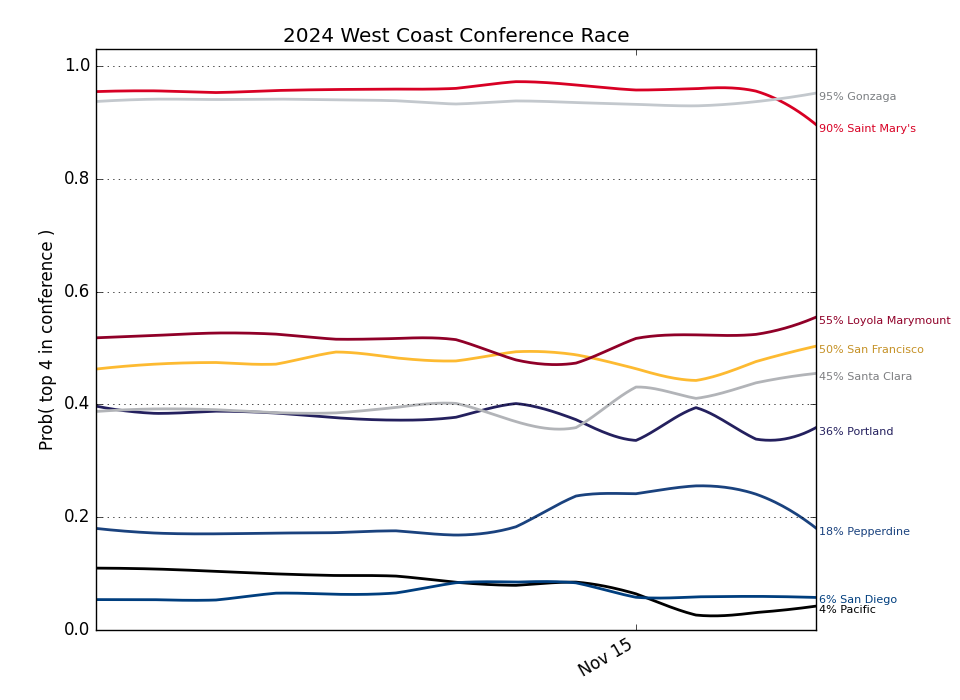 2024 West Coast Conference Race
Prob( top 4 in conference )
1.0
0.8
0.6
0.4
0.2
0.0
95% Gonzaga
90% Saint Mary's
55% Loyola Marymount
50% San Francisco
45% Santa Clara
36% Portland
18% Pepperdine
6% San Diego
4% Pacific
Nov 15